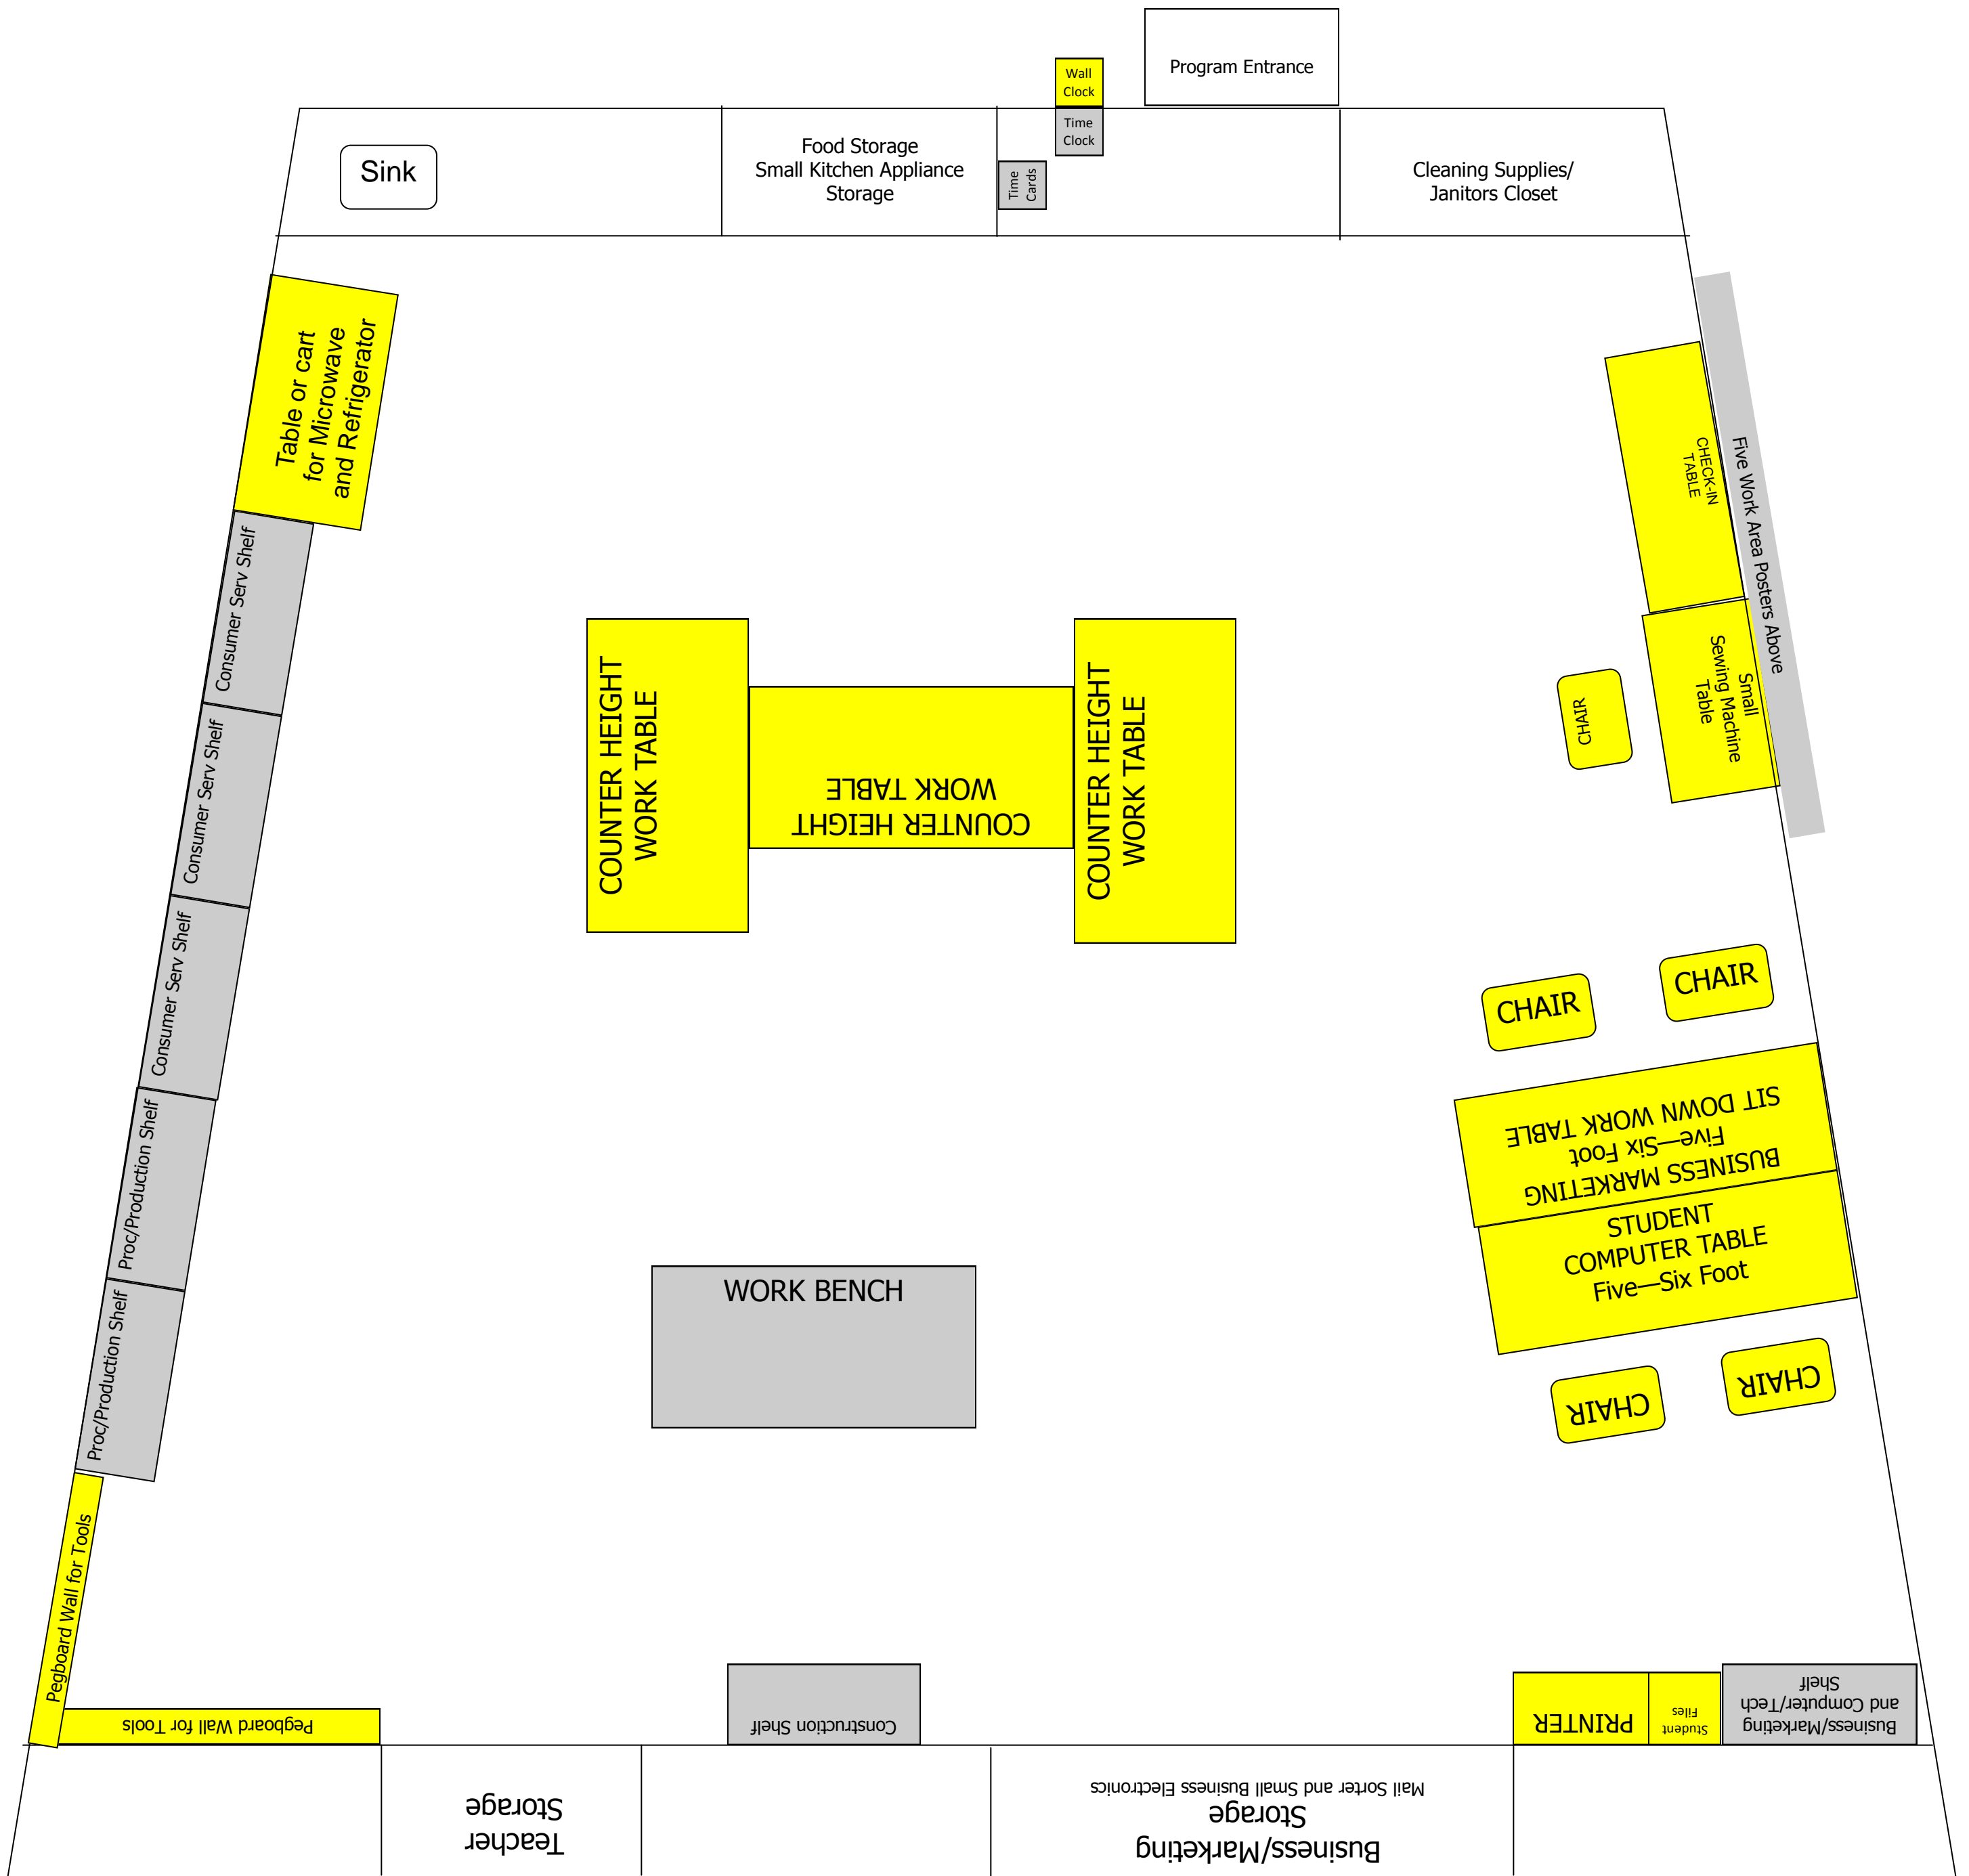 Program Entrance
Wall
Clock
Time
Clock
Time
Cards
Sink
Food Storage
Small Kitchen Appliance
Storage
Cleaning Supplies/
Janitors Closet
Table or cart
for Microwave
and Refrigerator
CHECK-IN
TABLE
Five Work Area Posters Above
Consumer Serv Shelf
Small
Sewing Machine
Table
CHAIR
COUNTER HEIGHT
WORK TABLE
COUNTER HEIGHT
WORK TABLE
COUNTER HEIGHT
WORK TABLE
Consumer Serv Shelf
Consumer Serv Shelf
CHAIR
CHAIR
BUSINESS MARKETING
Five—Six Foot
SIT DOWN WORK TABLE
STUDENT
COMPUTER TABLE
Five—Six Foot
Proc/Production Shelf
Proc/Production Shelf
WORK BENCH
CHAIR
CHAIR
Pegboard Wall for Tools
Pegboard Wall for Tools
Construction Shelf
PRINTER
Student
Files
Business/Marketing
and Computer/Tech/
Shelf
Teacher
Storage
Business/Marketing
Storage
Mail Sorter and Small Business Electronics